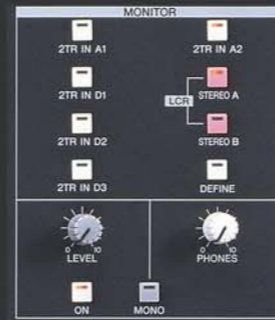 MONITOR
2TR IN A1
2TR IN A2
2TR IN D1
STEREO A
LCR
2TR IN D2
STEREO B
2TR IN D3
DEFINE
0 10
LEVEL
0 10
PHONES
ON
MONO